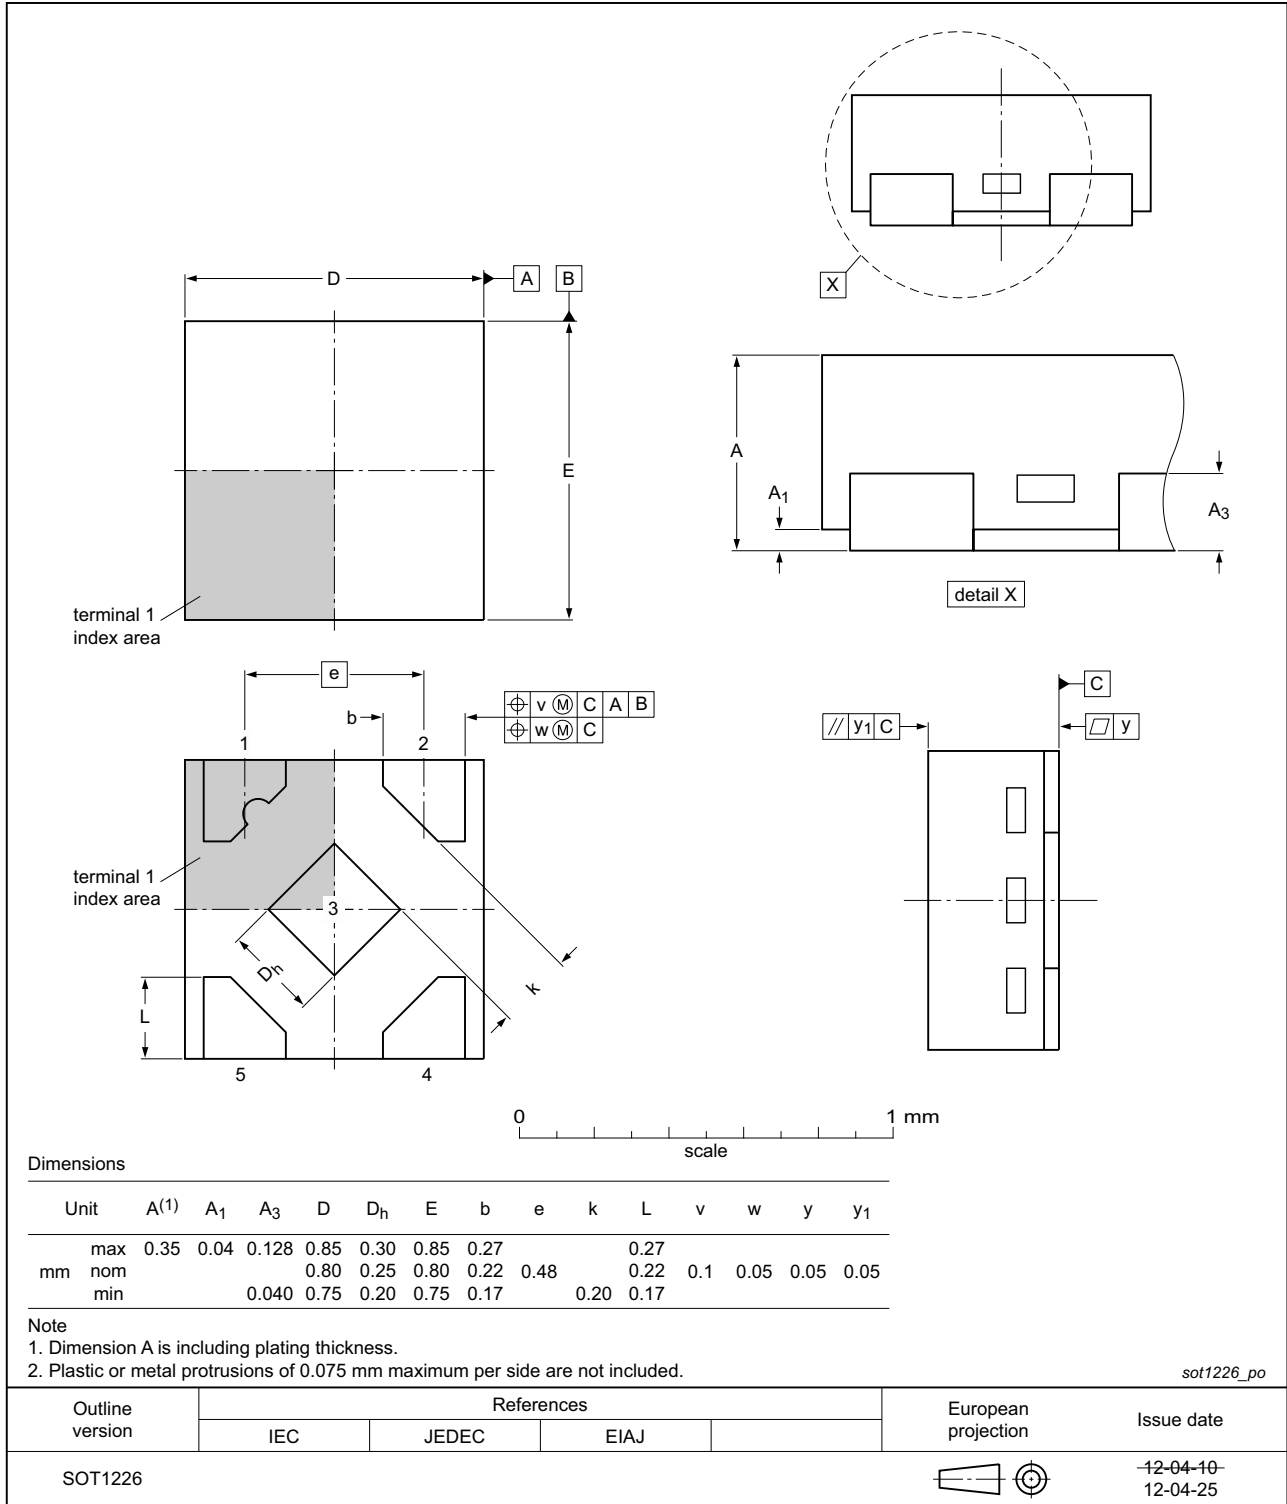 X
D
A
B
E
terminal 1
index area
A
A1
A3
detail X
e
b
v M C A B
w M C
1
2
terminal 1
index area
3
Dh
k
L
5
4
C
// y1 C
y
0
1 mm
scale
Dimensions
Unit A(1) A1 A3 D Dh E b e k L v w y y1
max 0.35 0.04 0.128 0.85 0.30 0.85 0.27 0.27
mm nom 0.80 0.25 0.80 0.22 0.48 0.22 0.1 0.05 0.05 0.05
min 0.040 0.75 0.20 0.75 0.17 0.20 0.17
Note
1. Dimension A is including plating thickness.
2. Plastic or metal protrusions of 0.075 mm maximum per side are not included.
sot1226_po
Outline
version
References
IEC JEDEC EIAJ
European
projection
Issue date
SOT1226
12-04-10
12-04-25